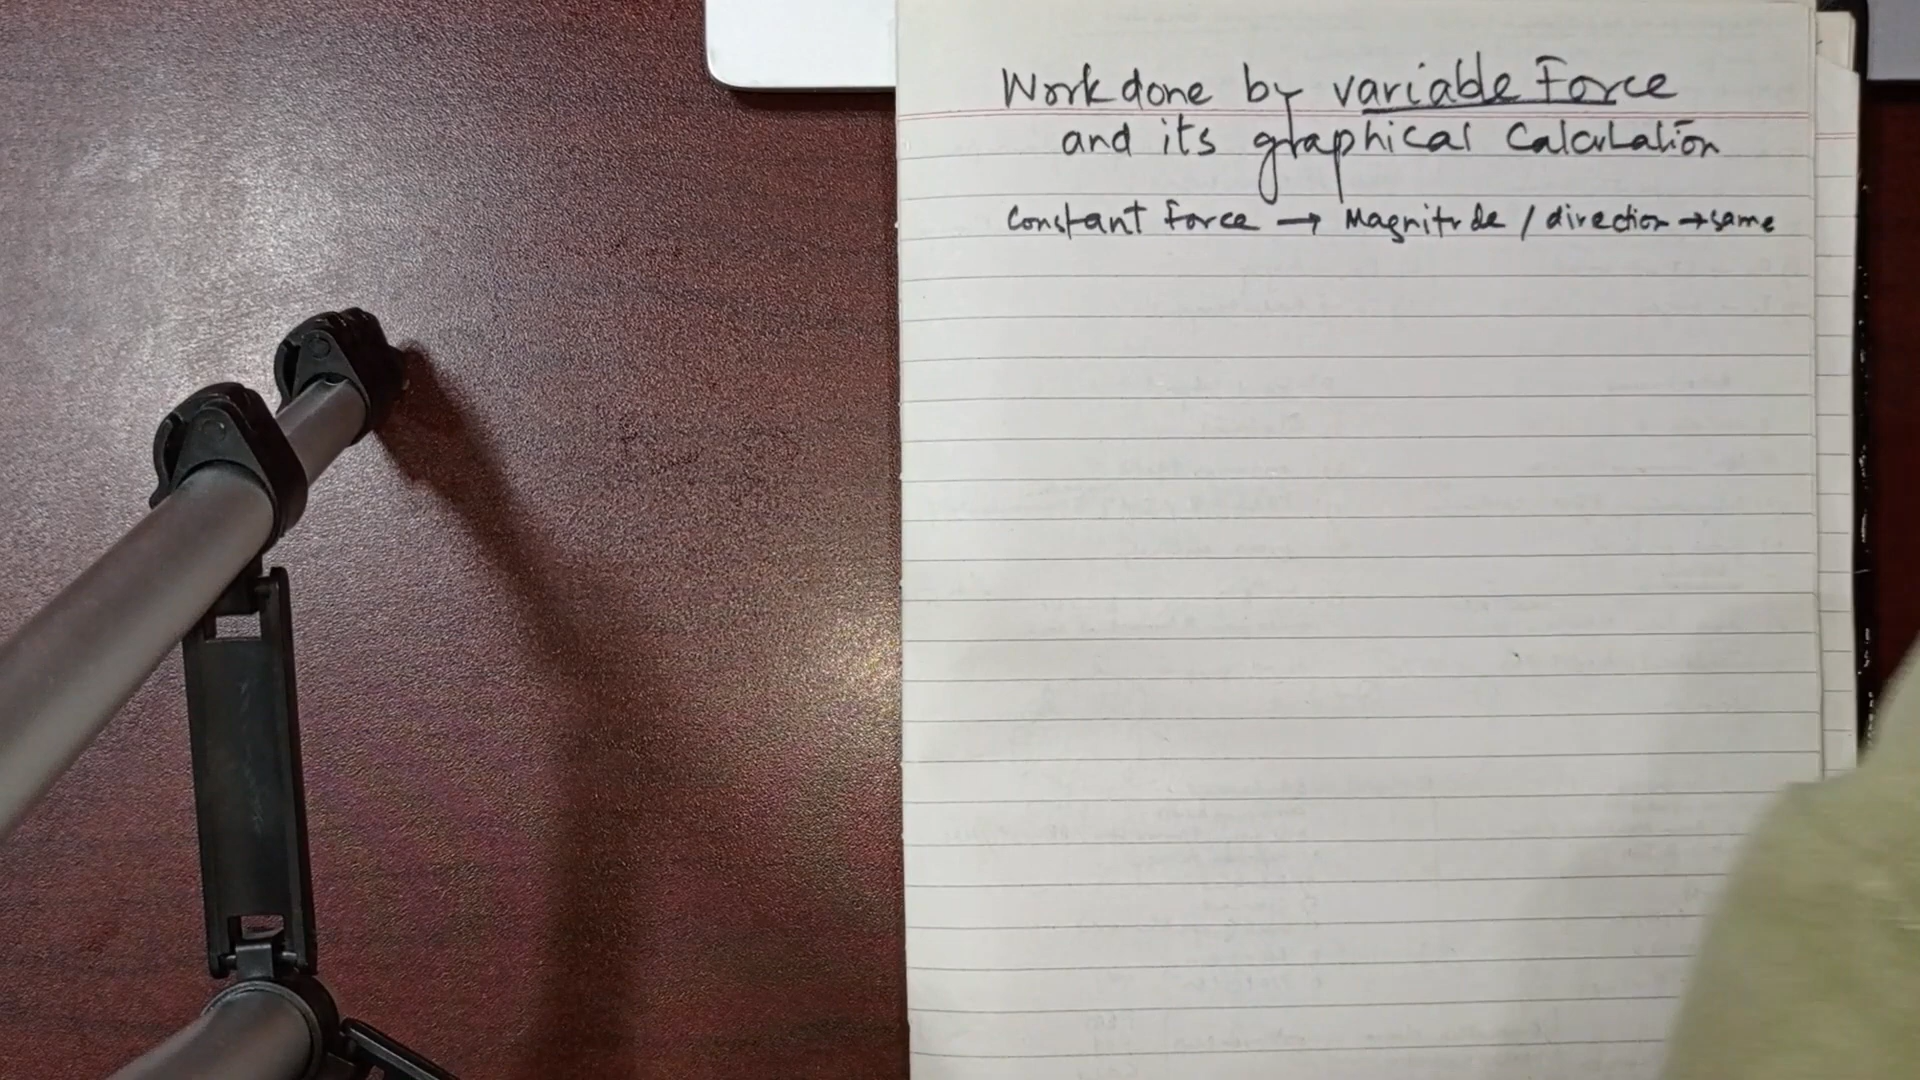 Work done by variable Force
and its graphical Calculation
Constant Force → Magnitude / direction → same